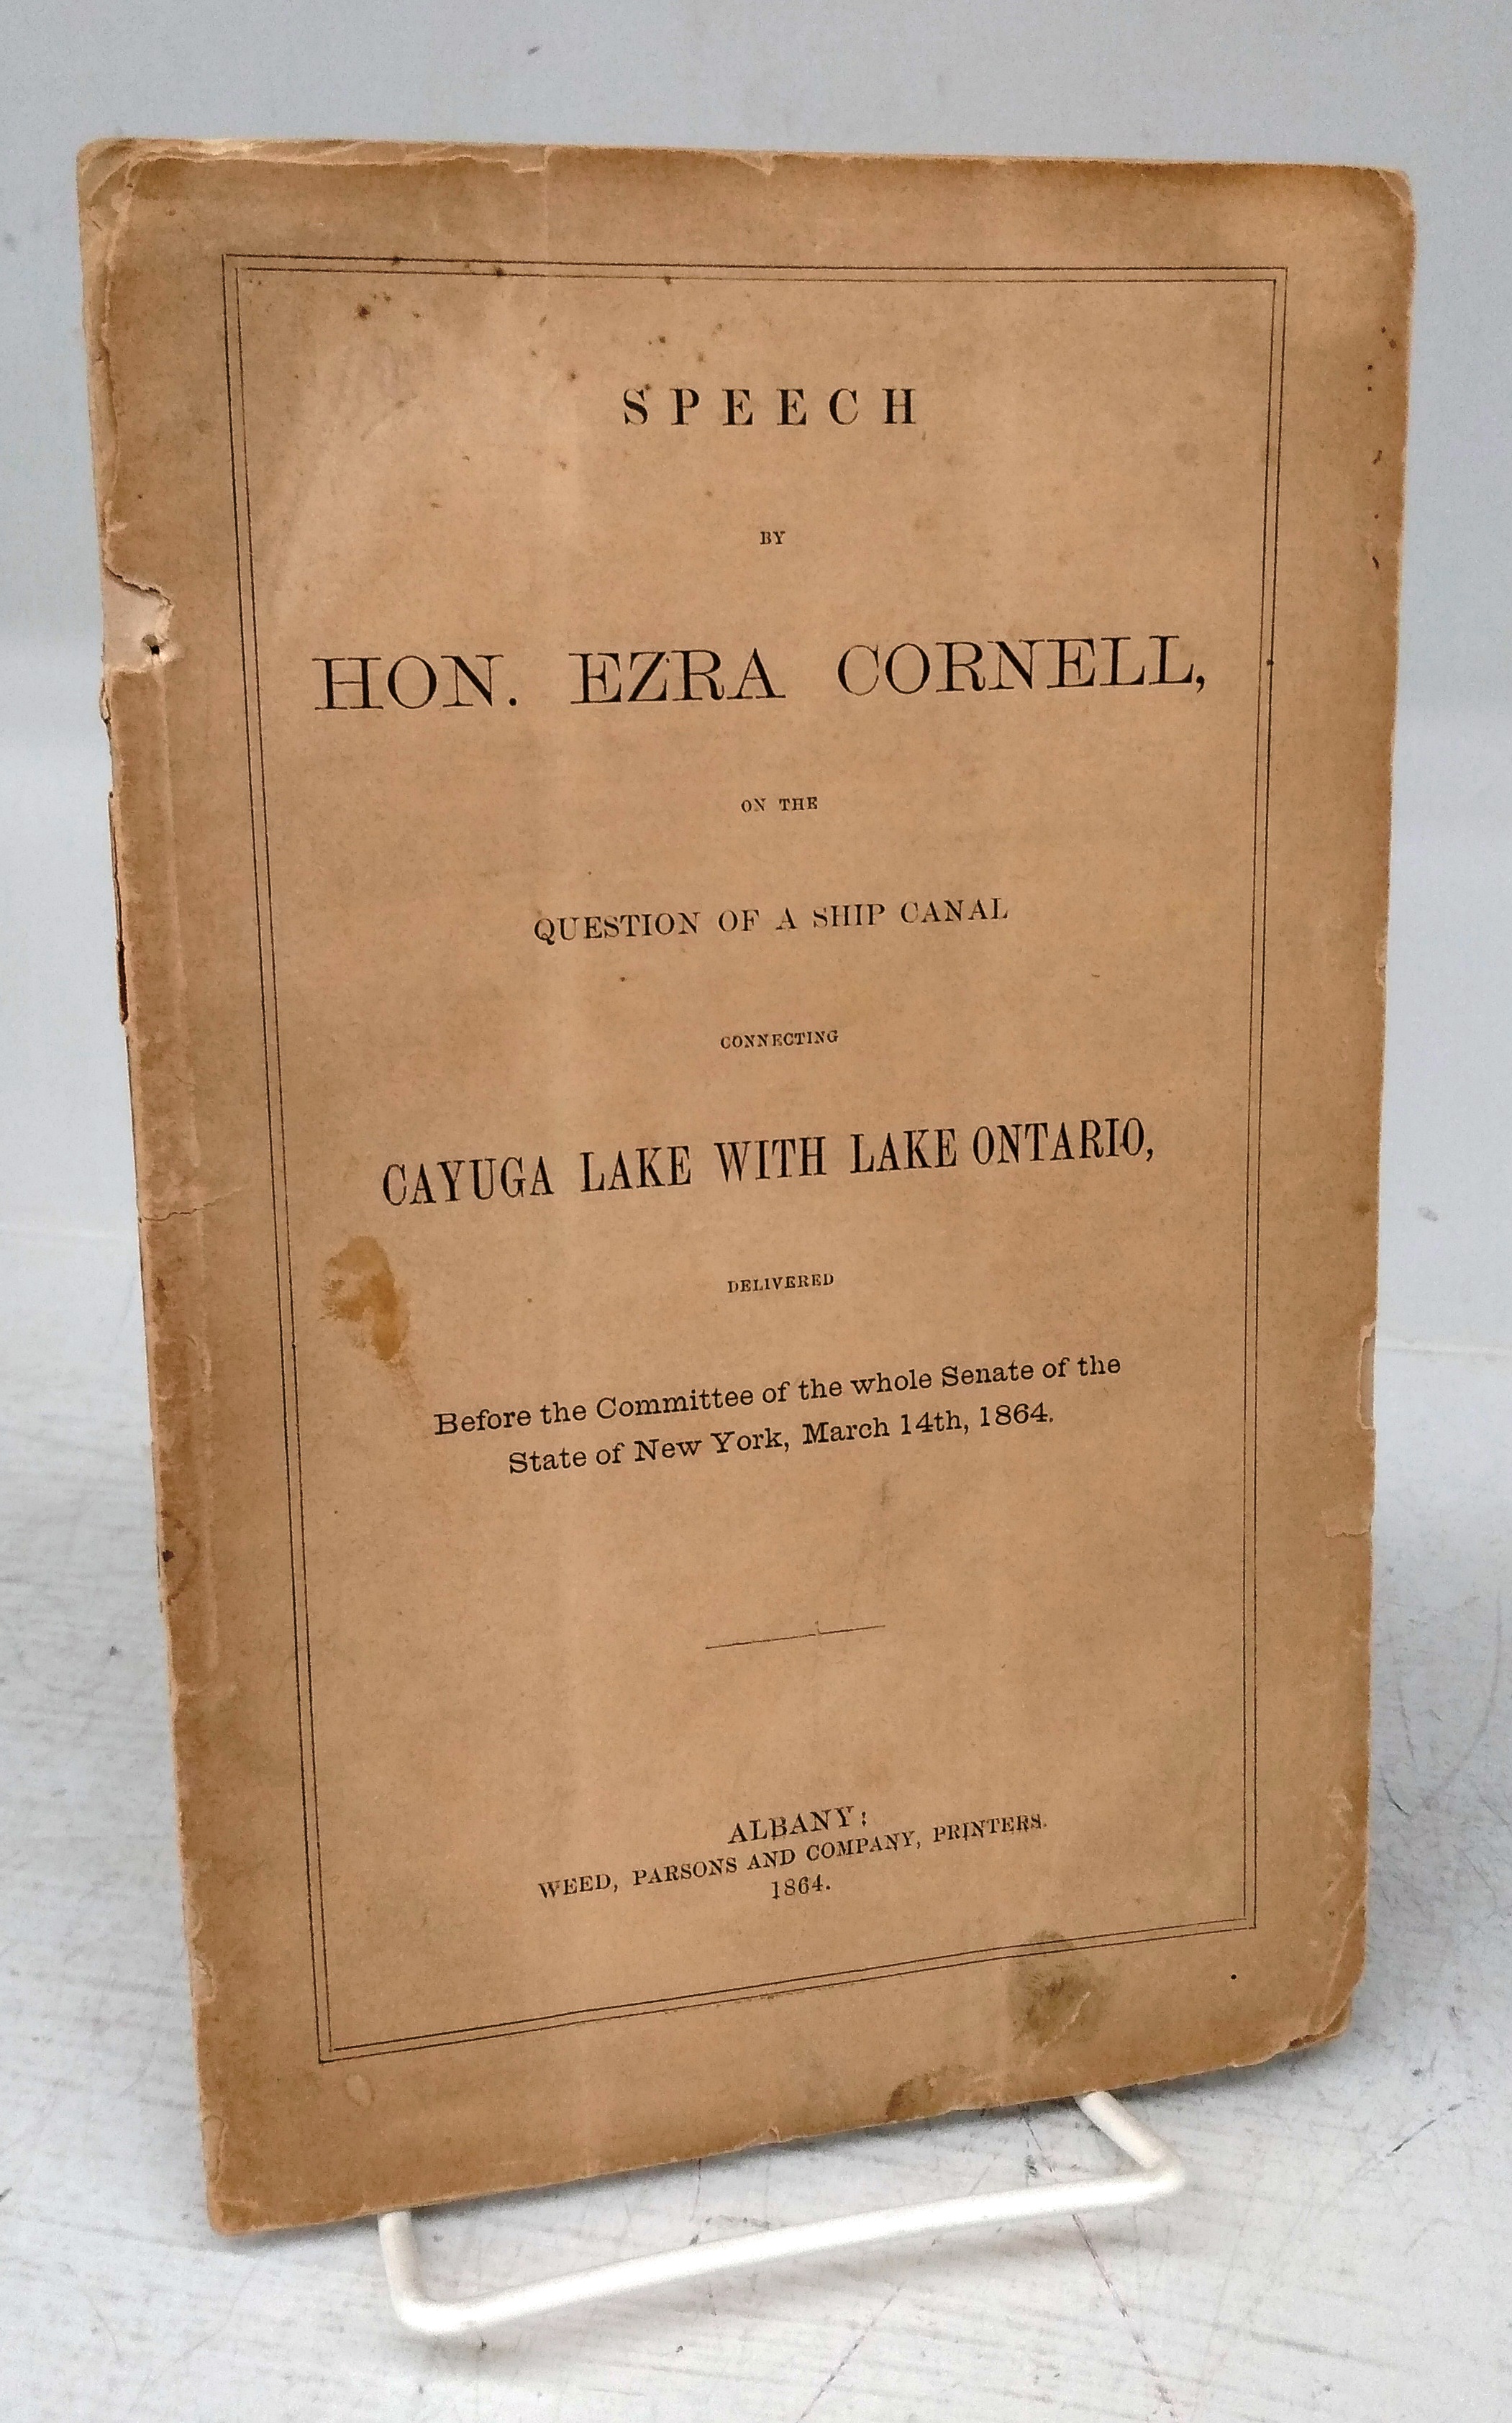 SPEECH
BY
HON. EZRA CORNELL,
ON THE
QUESTION OF A SHIP CANAL
CONNECTING
CAYUGA LAKE WITH LAKE ONTARIO,
DELIVERED
Before the Committee of the whole Senate of the
State of New York, March 14th, 1864.
ALBANY:
WEED, PARSONS AND COMPANY, PRINTERS.
1864.